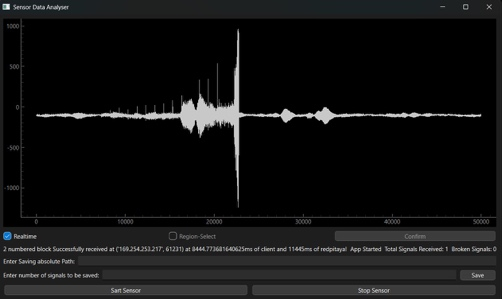 Sensor Data Analyser
1000
500
0
-500
-1000
0 10000 20000 30000 40000 50000
Realtime Region-Select Confirm
2 numbered block Successfully received at ('169.254.253.217', 61231) at 8444.773681640625ms of client and 11445ms of redpitaya! App Started Total Signals Received: 1 Broken Signals: 0
Enter Saving absolute Path:
Enter number of signals to be saved: Save
Sart Sensor Stop Sensor